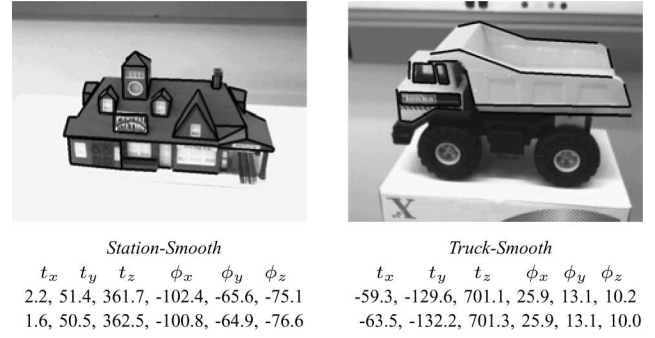 X
Station-Smooth
t_x t_y t_z ϕ_x ϕ_y ϕ_z
2.2, 51.4, 361.7, -102.4, -65.6, -75.1
1.6, 50.5, 362.5, -100.8, -64.9, -76.6
Truck-Smooth
t_x t_y t_z ϕ_x ϕ_y ϕ_z
-59.3, -129.6, 701.1, 25.9, 13.1, 10.2
-63.5, -132.2, 701.3, 25.9, 13.1, 10.0